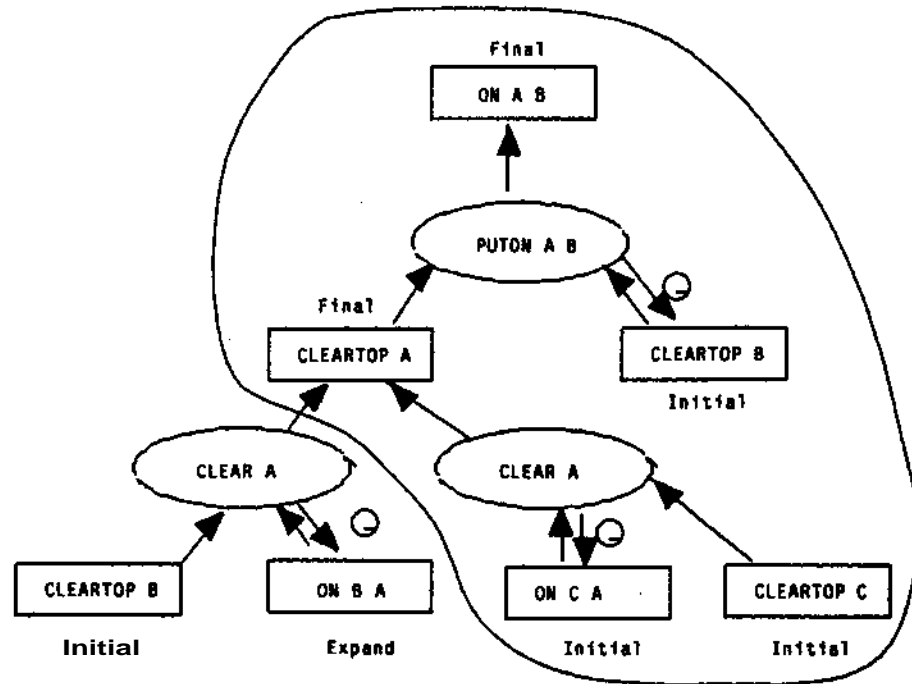 Final
ON A B
PUTON A B
Final
CLEARTOP A
CLEARTOP B
Initial
CLEAR A
CLEAR A
CLEARTOP B
ON B A
ON C A
CLEARTOP C
Initial
Expand
Initial
Initial